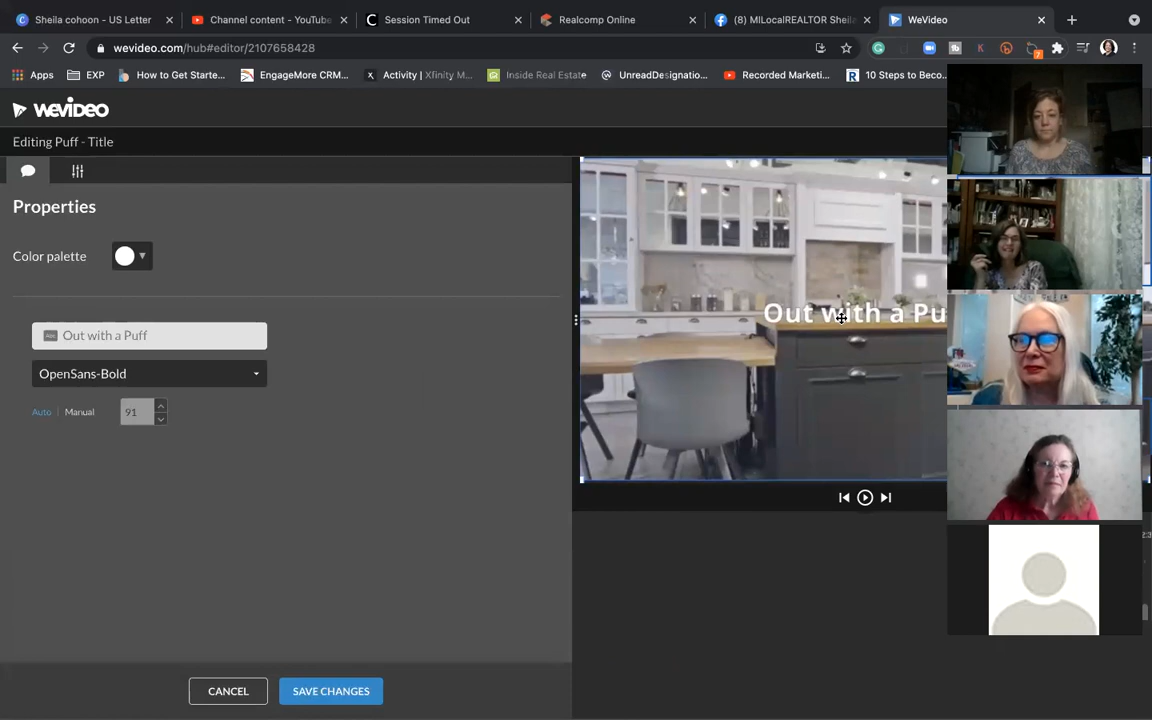 Sheila cohoon - US Letter
Channel content - YouTube
Session Timed Out
Realcomp Online
(8) MILocalREALTOR Sheila
WeVideo
wevideo.com/hub#editor/2107658428
Apps
EXP
How to Get Starte...
EngageMore CRM...
Activity | Xfinity M...
Inside Real Estate
UnreadDesignatio...
Recorded Marketi...
10 Steps to Beco...
WEVIDEO
Editing Puff - Title
Properties
Color palette
Out with a Pu
Abc Out with a Puff
OpenSans-Bold
Auto | Manual 91
CANCEL
SAVE CHANGES